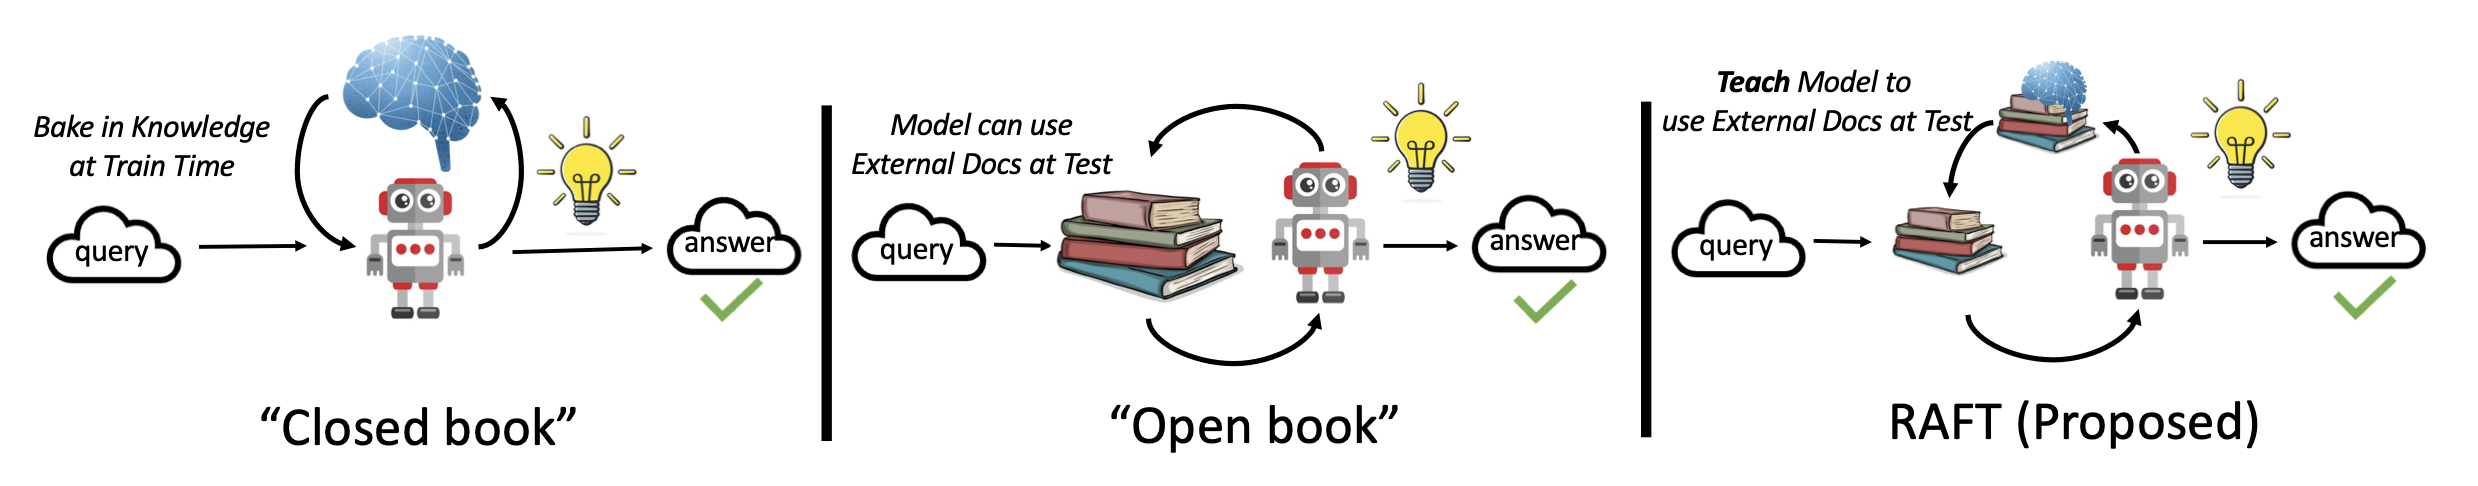 Bake in Knowledge
at Train Time
query
answer
“Closed book”
Model can use
External Docs at Test
query
answer
“Open book”
Teach Model to
use External Docs at Test
query
answer
RAFT (Proposed)